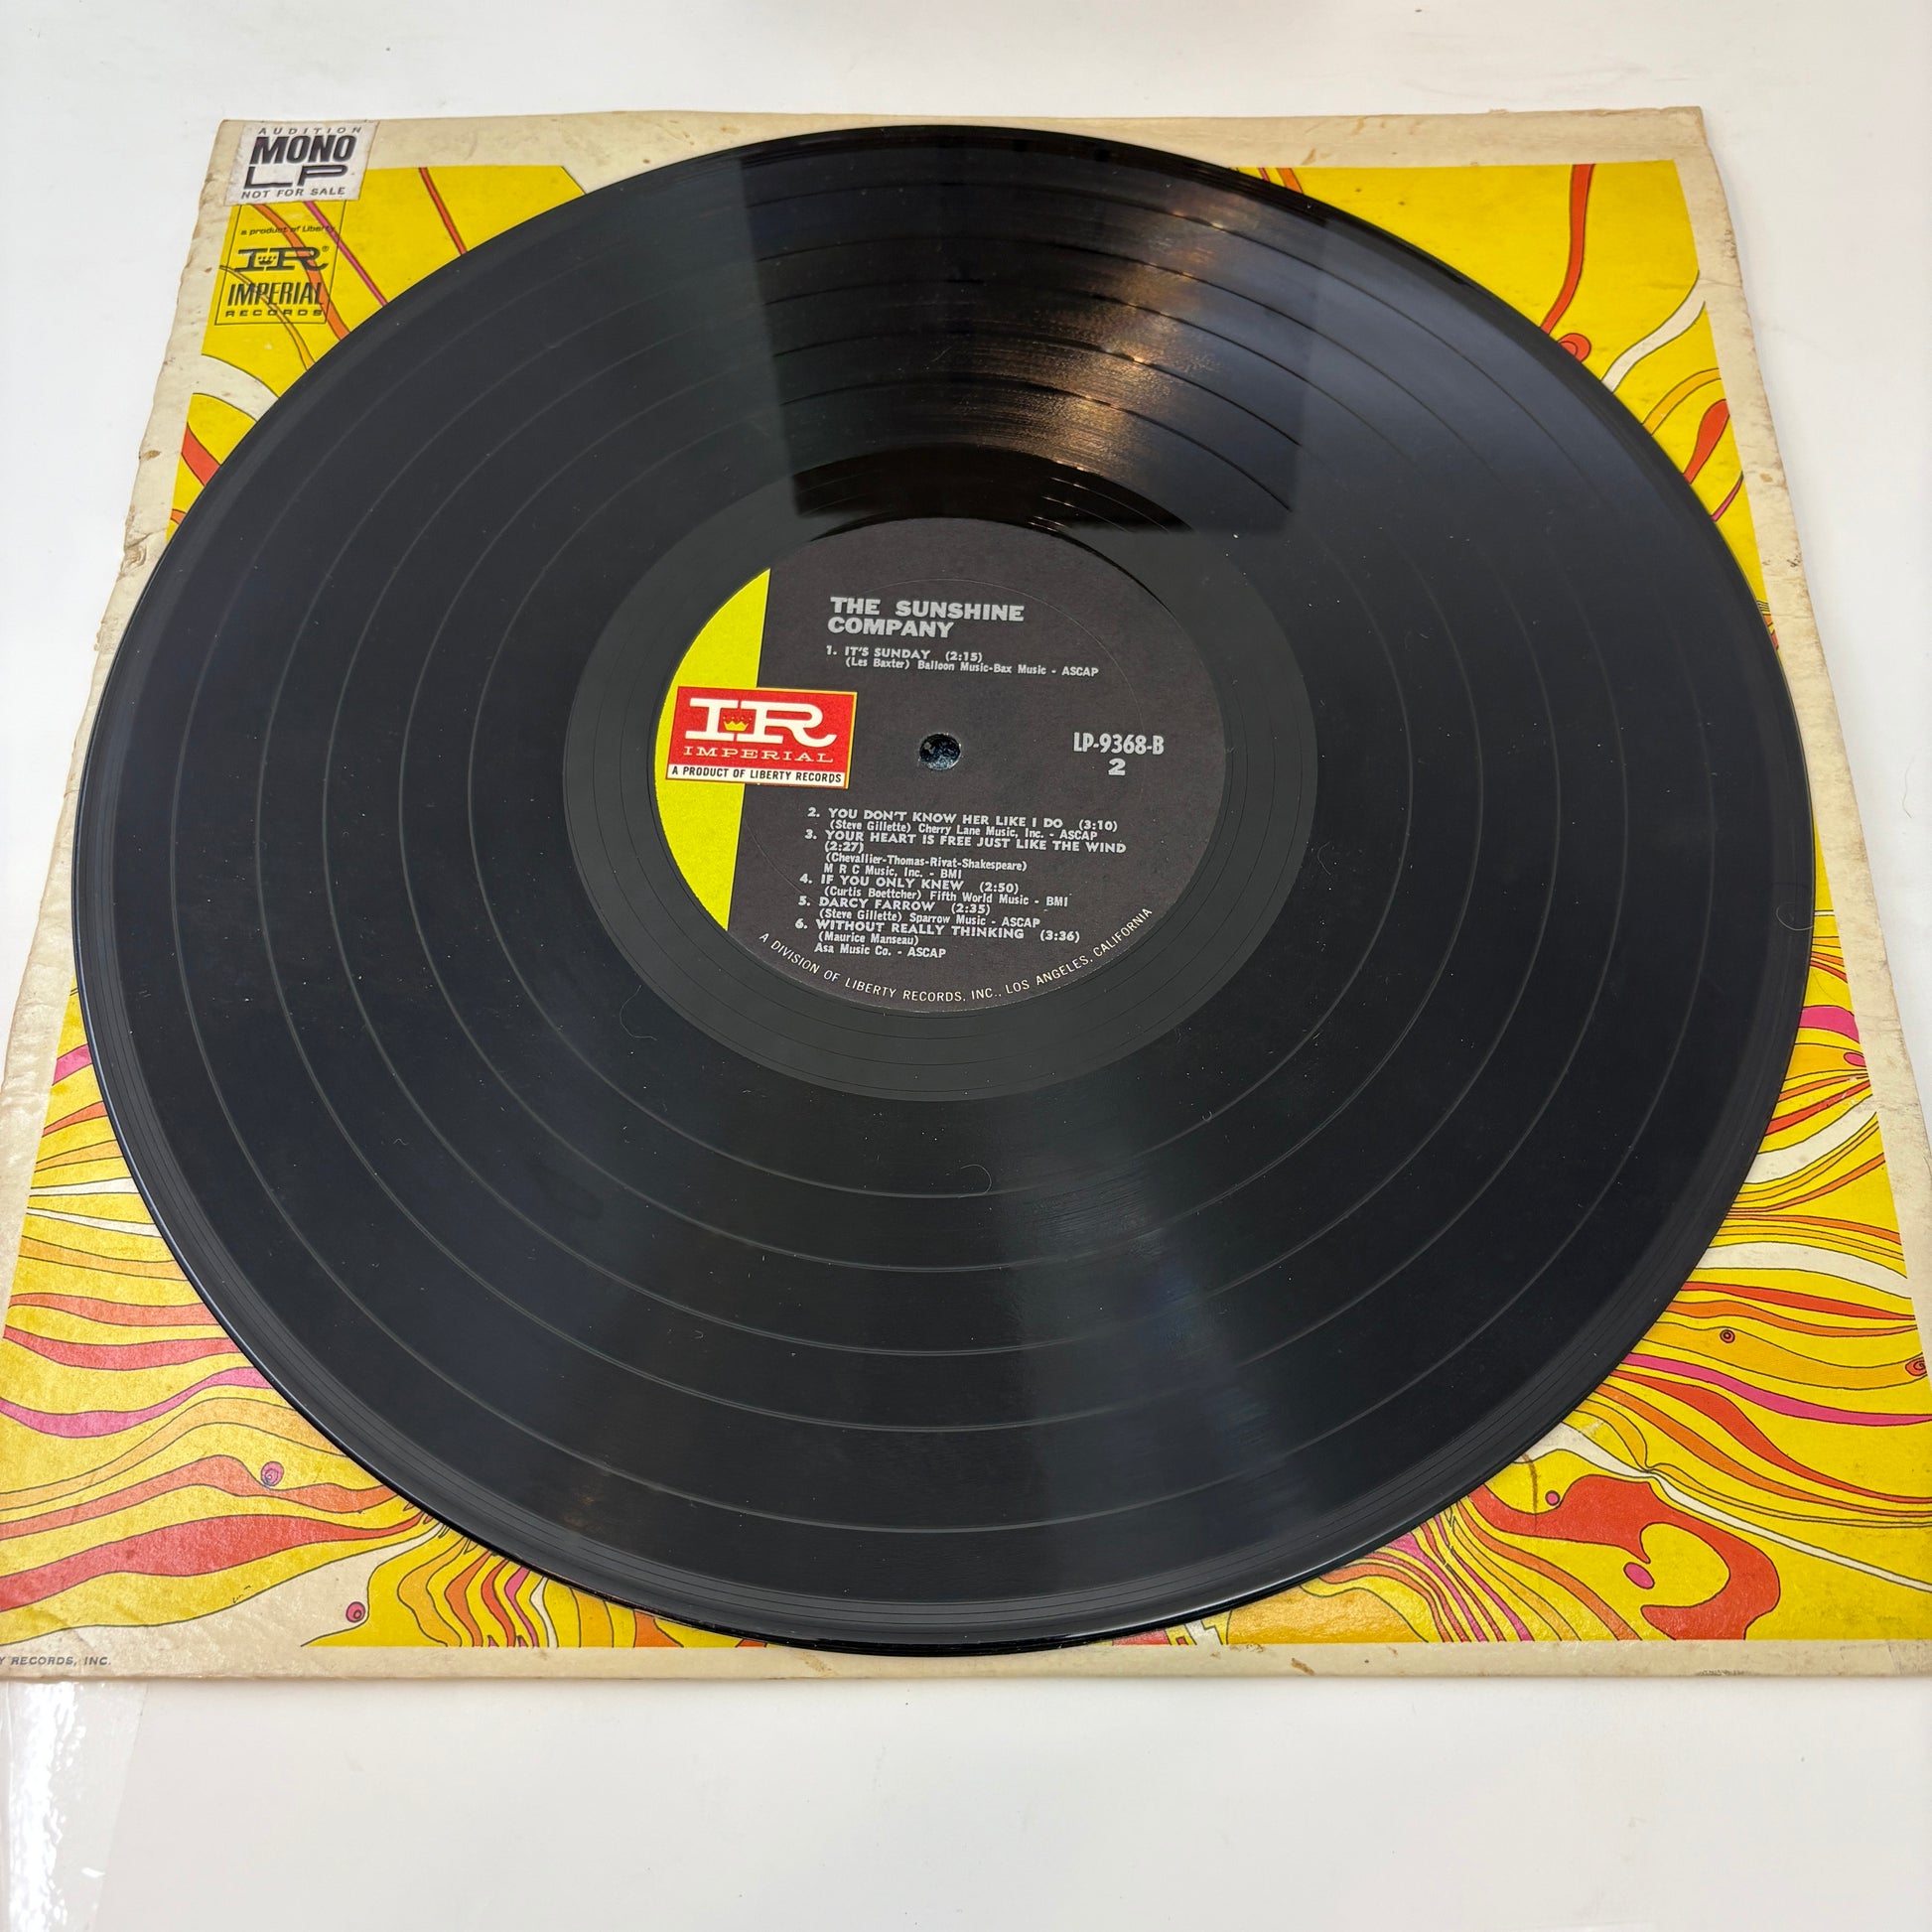 AUDITION
MONO
LP
NOT FOR SALE
a product of Liberty
IR®
IMPERIAL
RECORDS
THE SUNSHINE
COMPANY
1. IT'S SUNDAY (2:15)
(Les Baxter) Balloon Music-Bax Music - ASCAP
IR
IMPERIAL
A PRODUCT OF LIBERTY RECORDS
LP-9368-B
2
2. YOU DON'T KNOW HER LIKE I DO (3:10)
(Steve Gillette) Cherry Lane Music, Inc. - ASCAP
3. YOUR HEART IS FREE JUST LIKE THE WIND
(2:27)
(Chevallier-Thomas-Rivat-Shakespeare)
M R C Music, Inc. - BMI
4. IF YOU ONLY KNEW (2:50)
(Curtis Boettcher) Fifth World Music - BMI
5. DARCY FARROW (2:35)
(Steve Gillette) Sparrow Music - ASCAP
6. WITHOUT REALLY THINKING (3:36)
(Maurice Manseau)
Asa Music Co. - ASCAP
A DIVISION OF LIBERTY RECORDS, INC., LOS ANGELES, CALIFORNIA
Y RECORDS, INC.